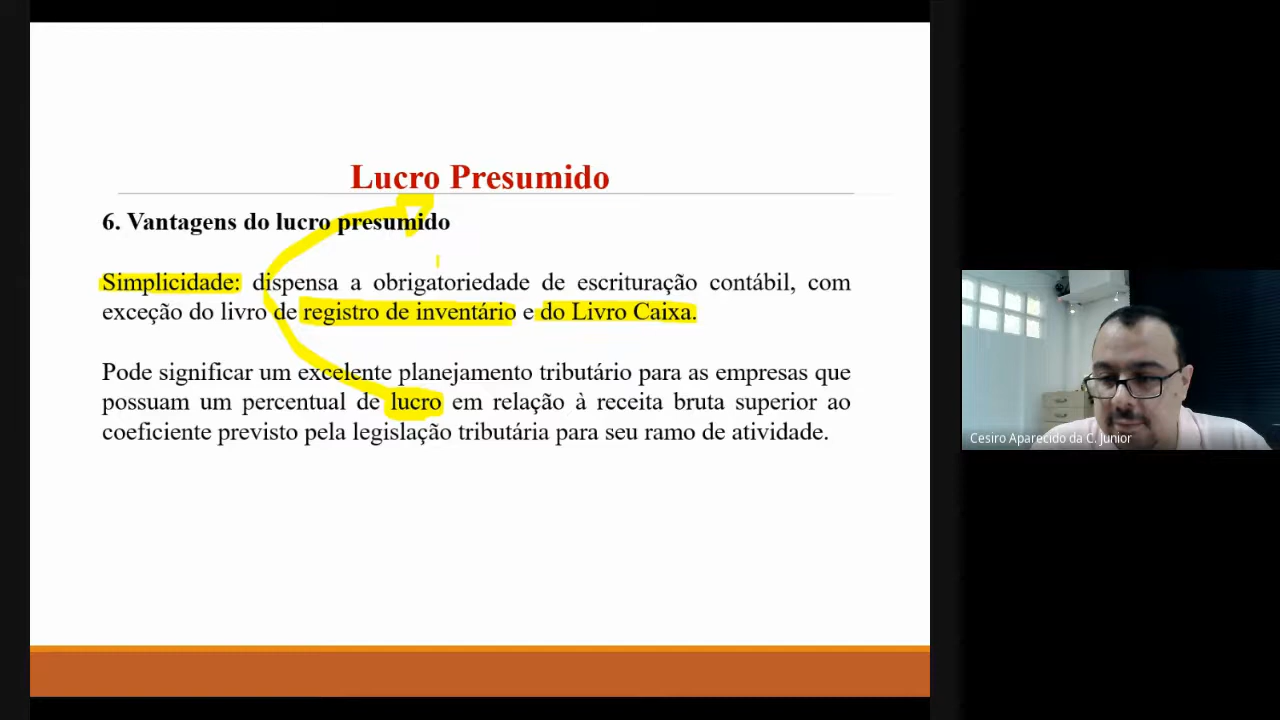 Lucro Presumido
6. Vantagens do lucro presumido
Simplicidade: dispensa a obrigatoriedade de escrituração contábil, com
exceção do livro de registro de inventário e do Livro Caixa.
Pode significar um excelente planejamento tributário para as empresas que
possuam um percentual de lucro em relação à receita bruta superior ao
coeficiente previsto pela legislação tributária para seu ramo de atividade.
Cesiro Aparecido da C. Junior